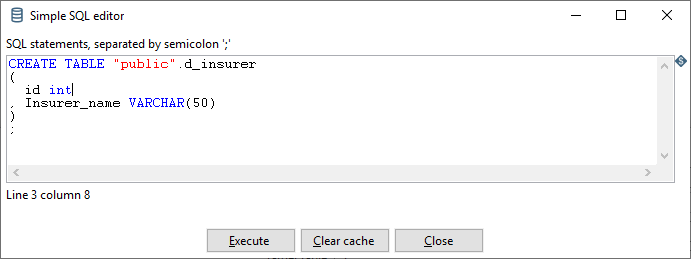 Simple SQL editor
SQL statements, separated by semicolon ';'
CREATE TABLE "public".d_insurer
(
  id int
, Insurer_name VARCHAR(50)
)
;
Line 3 column 8
Execute
Clear cache
Close